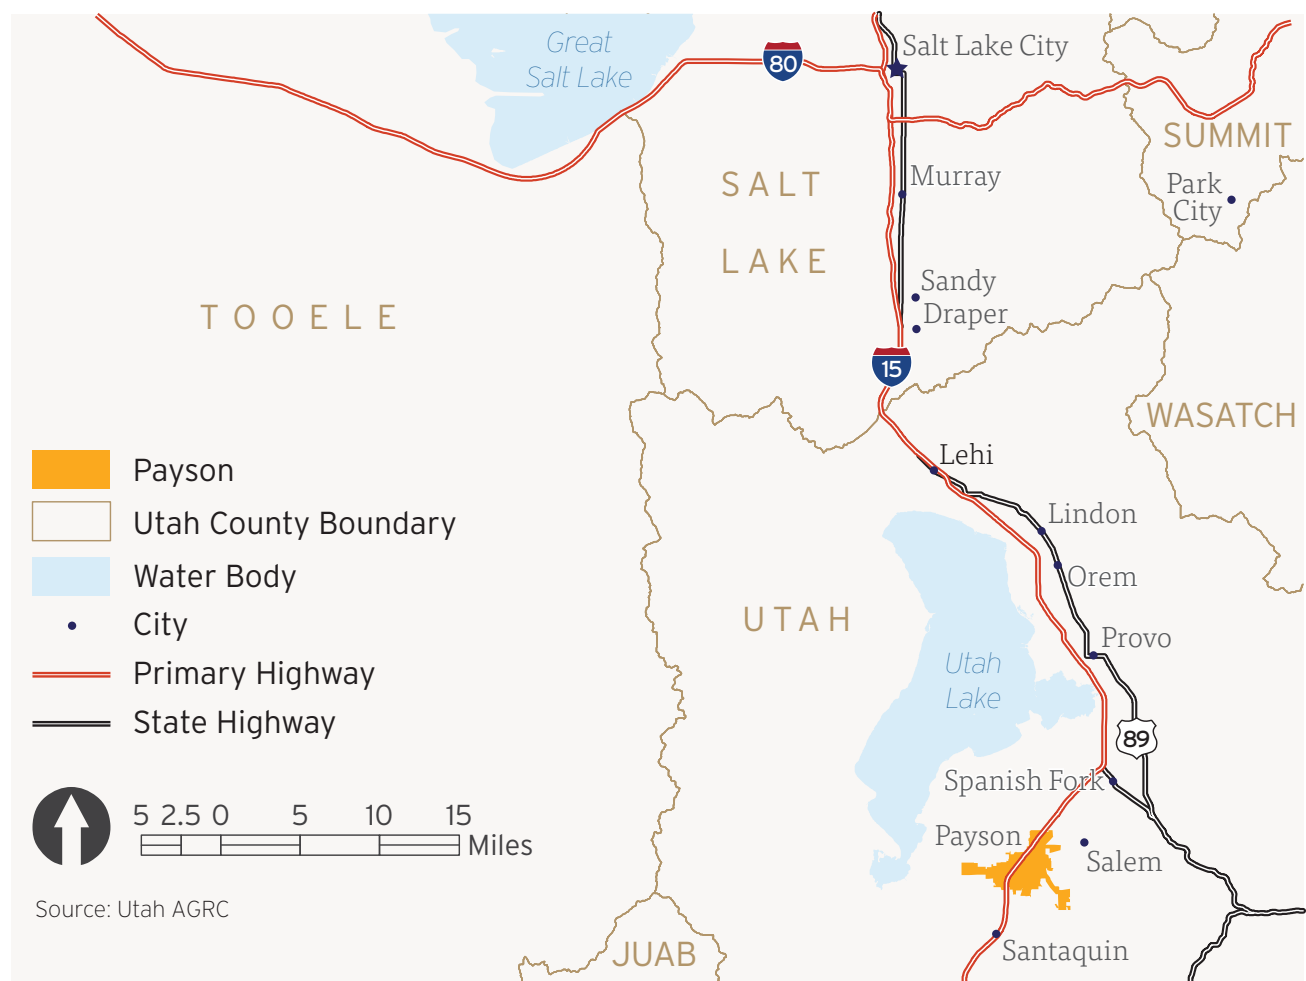 Great
Salt Lake
80
Salt Lake City
SUMMIT
Park
City
SALT
LAKE
Murray
Sandy
Draper
TOOELE
15
WASATCH
Lehi
Lindon
Orem
UTAH
Provo
Utah
Lake
89
Spanish Fork
Payson
Salem
Santaquin
JUAB
Payson
Utah County Boundary
Water Body
City
Primary Highway
State Highway
5 2.5 0 5 10 15
Miles
Source: Utah AGRC